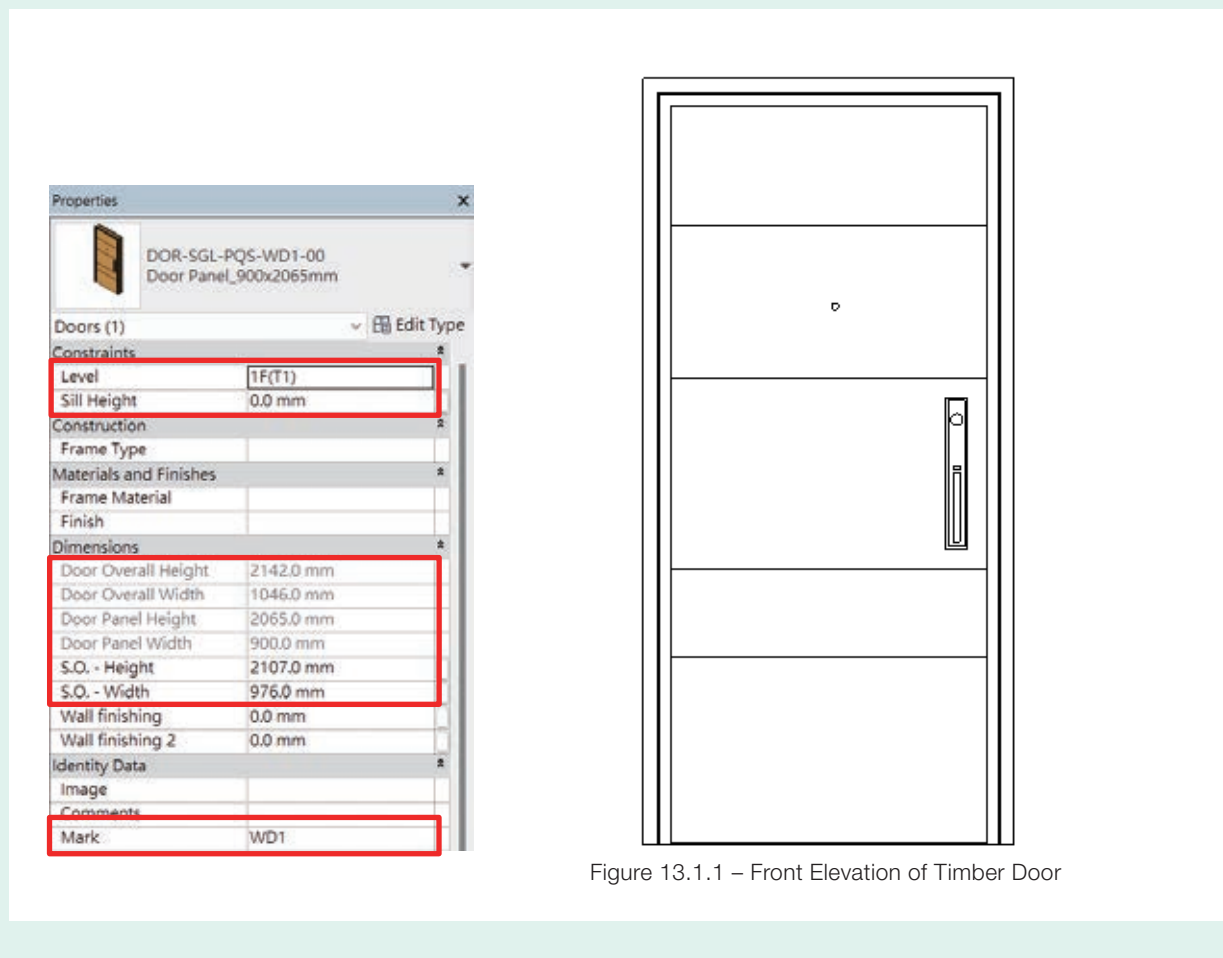 Properties
DOR-SGL-PQS-WD1-00
Door Panel_900x2065mm
Doors (1) Edit Type
Constraints
Level 1F(T1)
Sill Height 0.0 mm
Construction
Frame Type
Materials and Finishes
Frame Material
Finish
Dimensions
Door Overall Height 2142.0 mm
Door Overall Width 1046.0 mm
Door Panel Height 2065.0 mm
Door Panel Width 900.0 mm
S.O. - Height 2107.0 mm
S.O. - Width 976.0 mm
Wall finishing 0.0 mm
Wall finishing 2 0.0 mm
Identity Data
Image
Comments
Mark WD1
Figure 13.1.1 – Front Elevation of Timber Door